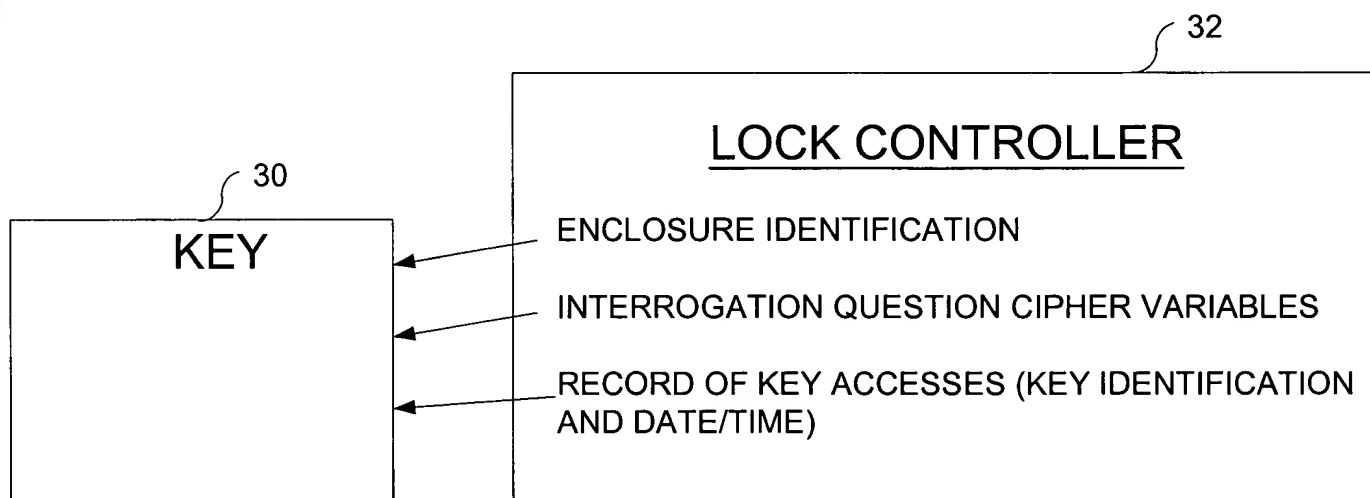 32
LOCK CONTROLLER
30
KEY
ENCLOSURE IDENTIFICATION
INTERROGATION QUESTION CIPHER VARIABLES
RECORD OF KEY ACCESSES (KEY IDENTIFICATION
AND DATE/TIME)